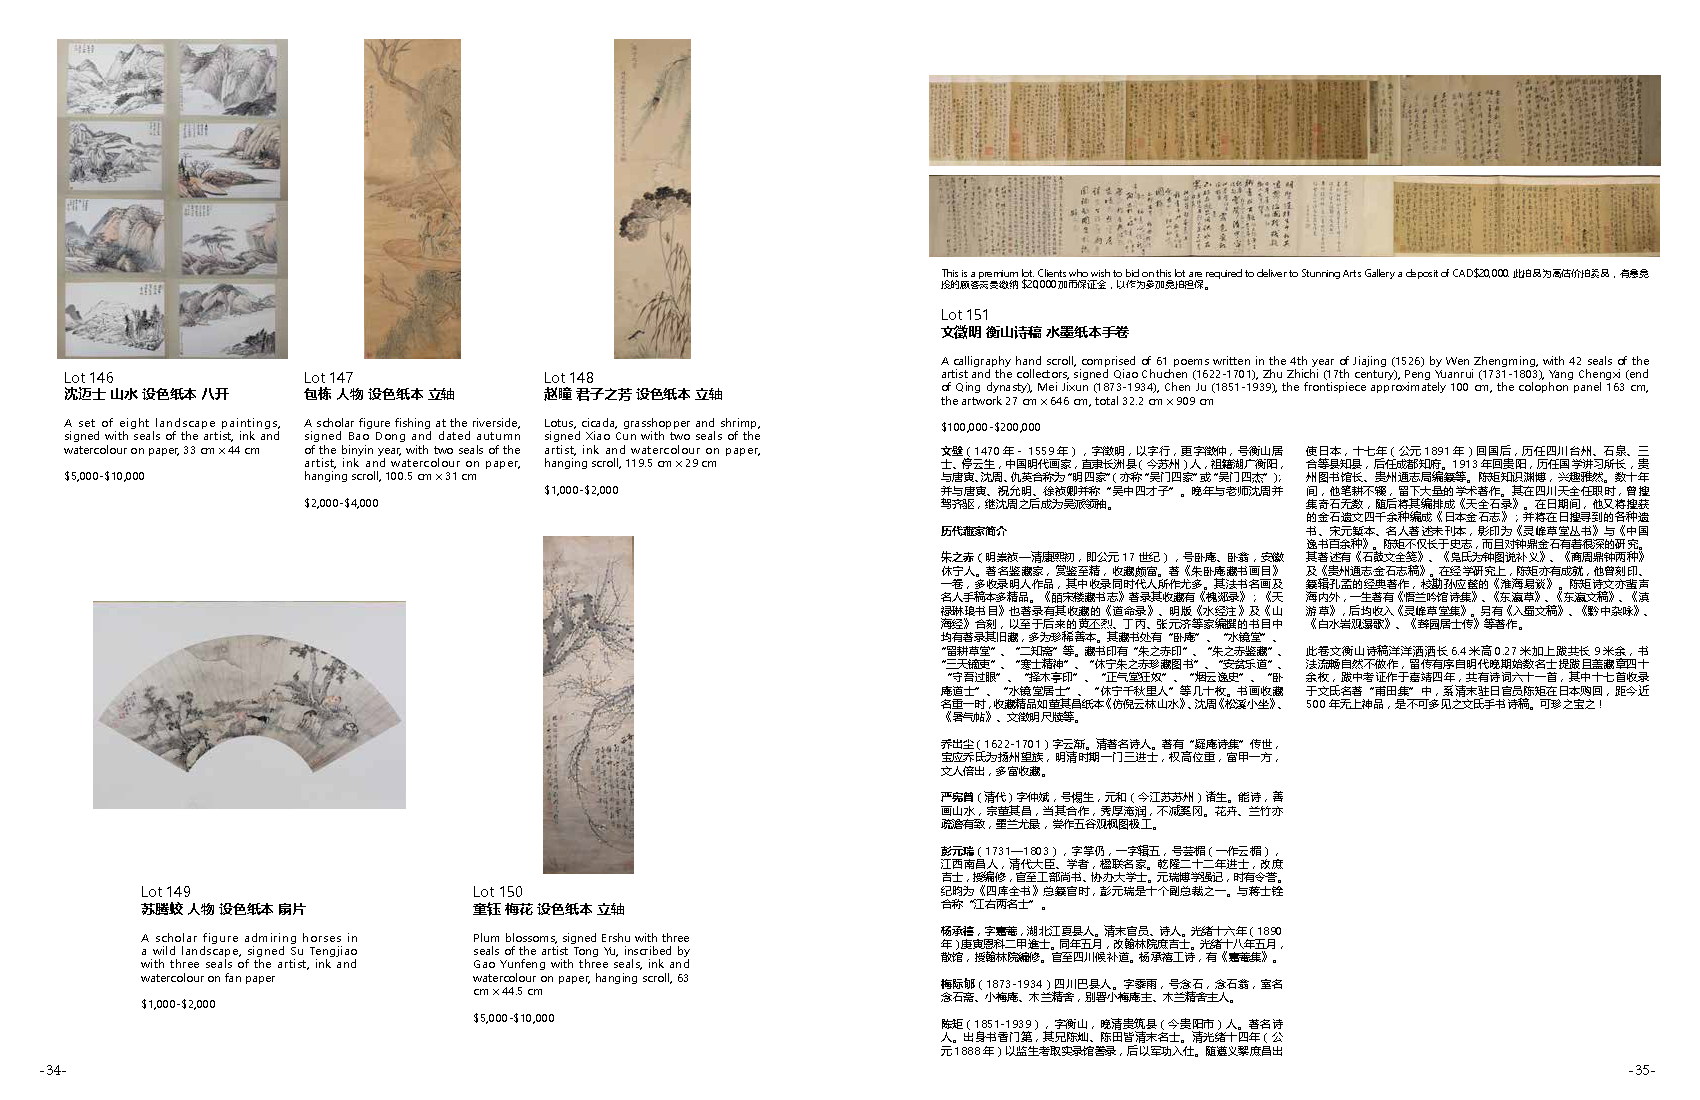 Lot 146
沈迈士 山水 设色纸本 八开
A set of eight landscape paintings,
signed with seals of the artist, ink and
watercolour on paper, 33 cm x 44 cm
$5,000-$10,000
Lot 147
包栋 人物 设色纸本 立轴
A scholar figure fishing at the riverside,
signed Bao Dong and dated autumn
of the binyin year, with two seals of the
artist, ink and watercolour on paper,
hanging scroll, 100.5 cm x 31 cm
$2,000-$4,000
Lot 148
赵曈 君子之芳 设色纸本 立轴
Lotus, cicada, grasshopper and shrimp,
signed Xiao Cun with two seals of the
artist, ink and watercolour on paper,
hanging scroll, 119.5 cm x 29 cm
$1,000-$2,000
Lot 149
苏腾蛟 人物 设色纸本 扇片
A scholar figure admiring horses in
a wild landscape, signed Su Tengjiao
with three seals of the artist, ink and
watercolour on fan paper
$1,000-$2,000
Lot 150
童钰 梅花 设色纸本 立轴
Plum blossoms, signed Ershu with three
seals of the artist Tong Yu, inscribed by
Gao Yunfeng with three seals, ink and
watercolour on paper, hanging scroll, 63
cm x 44.5 cm
$5,000-$10,000
-34-
This is a premium lot. Clients who wish to bid on this lot are required to deliver to Stunning Arts Gallery a deposit of CAD$20,000. 此拍品为高估价拍卖品，有意竞
投的顾客需要缴纳 $20,000加币保证金，以作为参加竞拍担保。
Lot 151
文徵明 衡山诗稿 水墨纸本手卷
A calligraphy hand scroll, comprised of 61 poems written in the 4th year of Jiajing (1526) by Wen Zhengming, with 42 seals of the
artist and the collectors, signed Qiao Chuchen (1622-1701), Zhu Zhichi (17th century), Peng Yuanrui (1731-1803), Yang Chengxi (end
of Qing dynasty), Mei Jixun (1873-1934), Chen Ju (1851-1939), the frontispiece approximately 100 cm, the colophon panel 163 cm,
the artwork 27 cm x 646 cm, total 32.2 cm x 909 cm
$100,000-$200,000
文壁（1470 年 - 1559 年），字徵明，以字行，更字徵仲，号衡山居
士、停云生，中国明代画家，直隶长洲县（今苏州）人，祖籍湖广衡阳，
与唐寅、沈周、仇英合称为“明四家”（亦称“吴门四家”或“吴门四杰”）；
并与唐寅、祝允明、徐祯卿并称“吴中四才子”。晚年与老师沈周并
驾齐驱，继沈周之后成为吴派领袖。
历代藏家简介
朱之赤（明崇祯—清康熙初，即公元 17 世纪），号卧庵、卧翁，安徽
休宁人。著名鉴藏家，赏鉴至精，收藏颇富。著《朱卧庵藏书画目》
一卷，多收录明人作品，其中收录同时代人所作尤多。其法书名画及
名人手稿本多精品。《皕宋楼藏书志》著录其收藏有《槐郯录》；《天
禄琳琅书目》也著录有其收藏的《道命录》、明版《水经注》及《山
海经》合刻，以至于后来的黄丕烈、丁丙、张元济等家编撰的书目中
均有著录其旧藏，多为珍稀善本。其藏书处有“卧庵”、“水镜堂”、
“留耕草堂”、“二知斋”等。藏书印有“朱之赤印”、“朱之赤鉴藏”、
“三天镜吏”、“寒士精神”、“休宁朱之赤珍藏图书”、“安贫乐道”、
“守吾过眼”、“择木亭印”、“正气堂狂奴”、“烟云逸史”、“卧
庵道士”、“水镜堂居士”、“休宁千秋里人”等几十枚。书画收藏
名重一时，收藏精品如董其昌纸本《仿倪云林山水》、沈周《松溪小坐》、
《暑气帖》、文徵明尺牍等。
乔出尘（1622-1701）字云渐。清著名诗人。著有“疑庵诗集”传世，
宝应乔氏为扬州望族，明清时期一门三进士，权高位重，富甲一方，
文人倍出，多富收藏。
严宪曾（清代）字仲斌，号惕生，元和（今江苏苏州）诸生。能诗，善
画山水，宗董其昌，当其合作，秀厚淹润，不减奚冈。花卉、兰竹亦
疏澹有致，墨兰尤最，尝作五谷观枫图极工。
彭元瑞（1731—1803），字掌仍，一字辑五，号芸楣（一作云楣），
江西南昌人，清代大臣、学者，楹联名家。乾隆二十二年进士，改庶
吉士，授编修，官至工部尚书、协办大学士。元瑞博学强记，时有令誉。
纪昀为《四库全书》总纂官时，彭元瑞是十个副总裁之一。与蒋士铨
合称“江右两名士”。
杨承禧，字蕙菴，湖北江夏县人。清末官员、诗人。光绪十六年（1890
年）庚寅恩科二甲进士。同年五月，改翰林院庶吉士。光绪十八年五月，
散馆，授翰林院编修。官至四川候补道。杨承禧工诗，有《蕙菴集》。
梅际郇（1873-1934）四川巴县人。字黍雨，号念石，念石翁，室名
念石斋、小梅庵、木兰精舍，别署小梅庵主、木兰精舍主人。
陈矩（1851-1939），字衡山，晚清贵筑县（今贵阳市）人。著名诗
人。出身书香门第，其兄陈灿、陈田皆清末名士。清光绪十四年（公
元 1888 年）以监生考取实录馆誊录，后以军功入仕。随遵义黎庶昌出
使日本，十七年（公元 1891 年）回国后，历任四川台州、石泉、三
台等县知县，后任成都知府。1913 年回贵阳，历任国学讲习所长，贵
州图书馆长、贵州通志局编纂等。陈矩知识渊博，兴趣雅然。数十年
间，他笔耕不辍，留下大量的学术著作。其在四川天全任职时，曾搜
集奇石无数，随后将其编排成《天全石录》。在日期间，他又将搜获
的金石遗文四千余种编成《日本金石志》；并将在日搜寻到的各种遗
书、宋元椠本、名人著述未刊本，影印为《灵峰草堂丛书》与《中国
逸书百余种》。陈矩不仅长于史志，而且对钟鼎金石有着很深的研究。
其著述有《石鼓文全笺》、《凫氏为钟图说补义》、《商周鼎钟两种》
及《贵州通志金石志稿》。在经学研究上，陈矩亦有成就，他曾刻印、
纂辑孔孟的经典著作，校勘孙应鳌的《淮海易谈》。陈矩诗文亦蜚声
海内外，一生著有《悟兰吟馆诗集》、《东瀛草》、《东瀛文稿》、《滇
游草》，后均收入《灵峰草堂集》。另有《入蜀文稿》、《黔中杂咏》、
《白水岩观瀑歌》、《孽园居士传》等著作。
此卷文衡山诗稿洋洋洒洒长 6.4 米高 0.27 米加上跋共长 9 米余，书
法流畅自然不做作，留传有序自明代晚期始数名士提跋且盖藏章四十
余枚，跋中考证作于嘉靖四年，共有诗词六十一首，其中十七首收录
于文氏名著“甫田集”中，系清末驻日官员陈矩在日本购回，距今近
500 年无上神品，是不可多见之文氏手书诗稿。可珍之宝之！
-35-